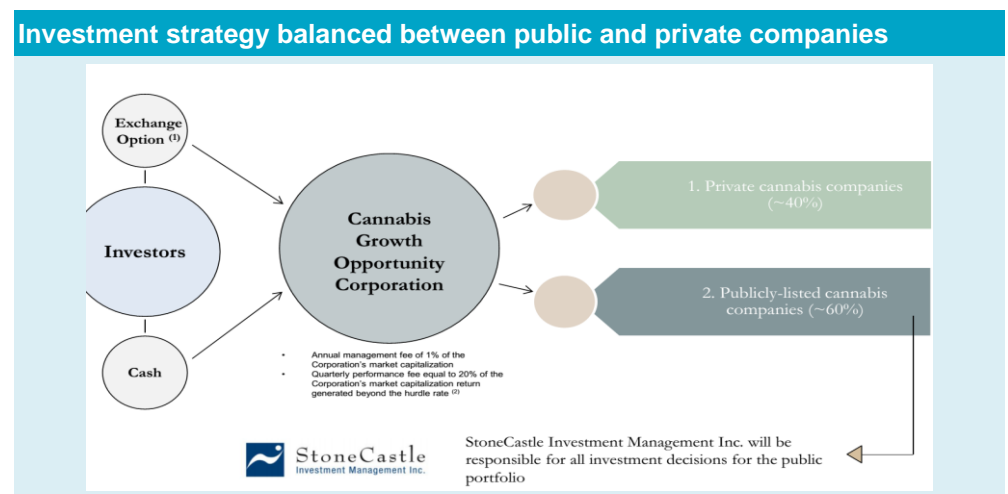 Investment strategy balanced between public and private companies
Exchange
Option (1)
Investors
Cash
Cannabis
Growth
Opportunity
Corporation
• Annual management fee of 1% of the
Corporation's market capitalization
• Quarterly performance fee equal to 20% of the
Corporation's market capitalization return
generated beyond the hurdle rate (2)
1. Private cannabis companies
(~40%)
2. Publicly-listed cannabis
companies (~60%)
StoneCastle
Investment Management Inc.
StoneCastle Investment Management Inc. will be
responsible for all investment decisions for the public
portfolio